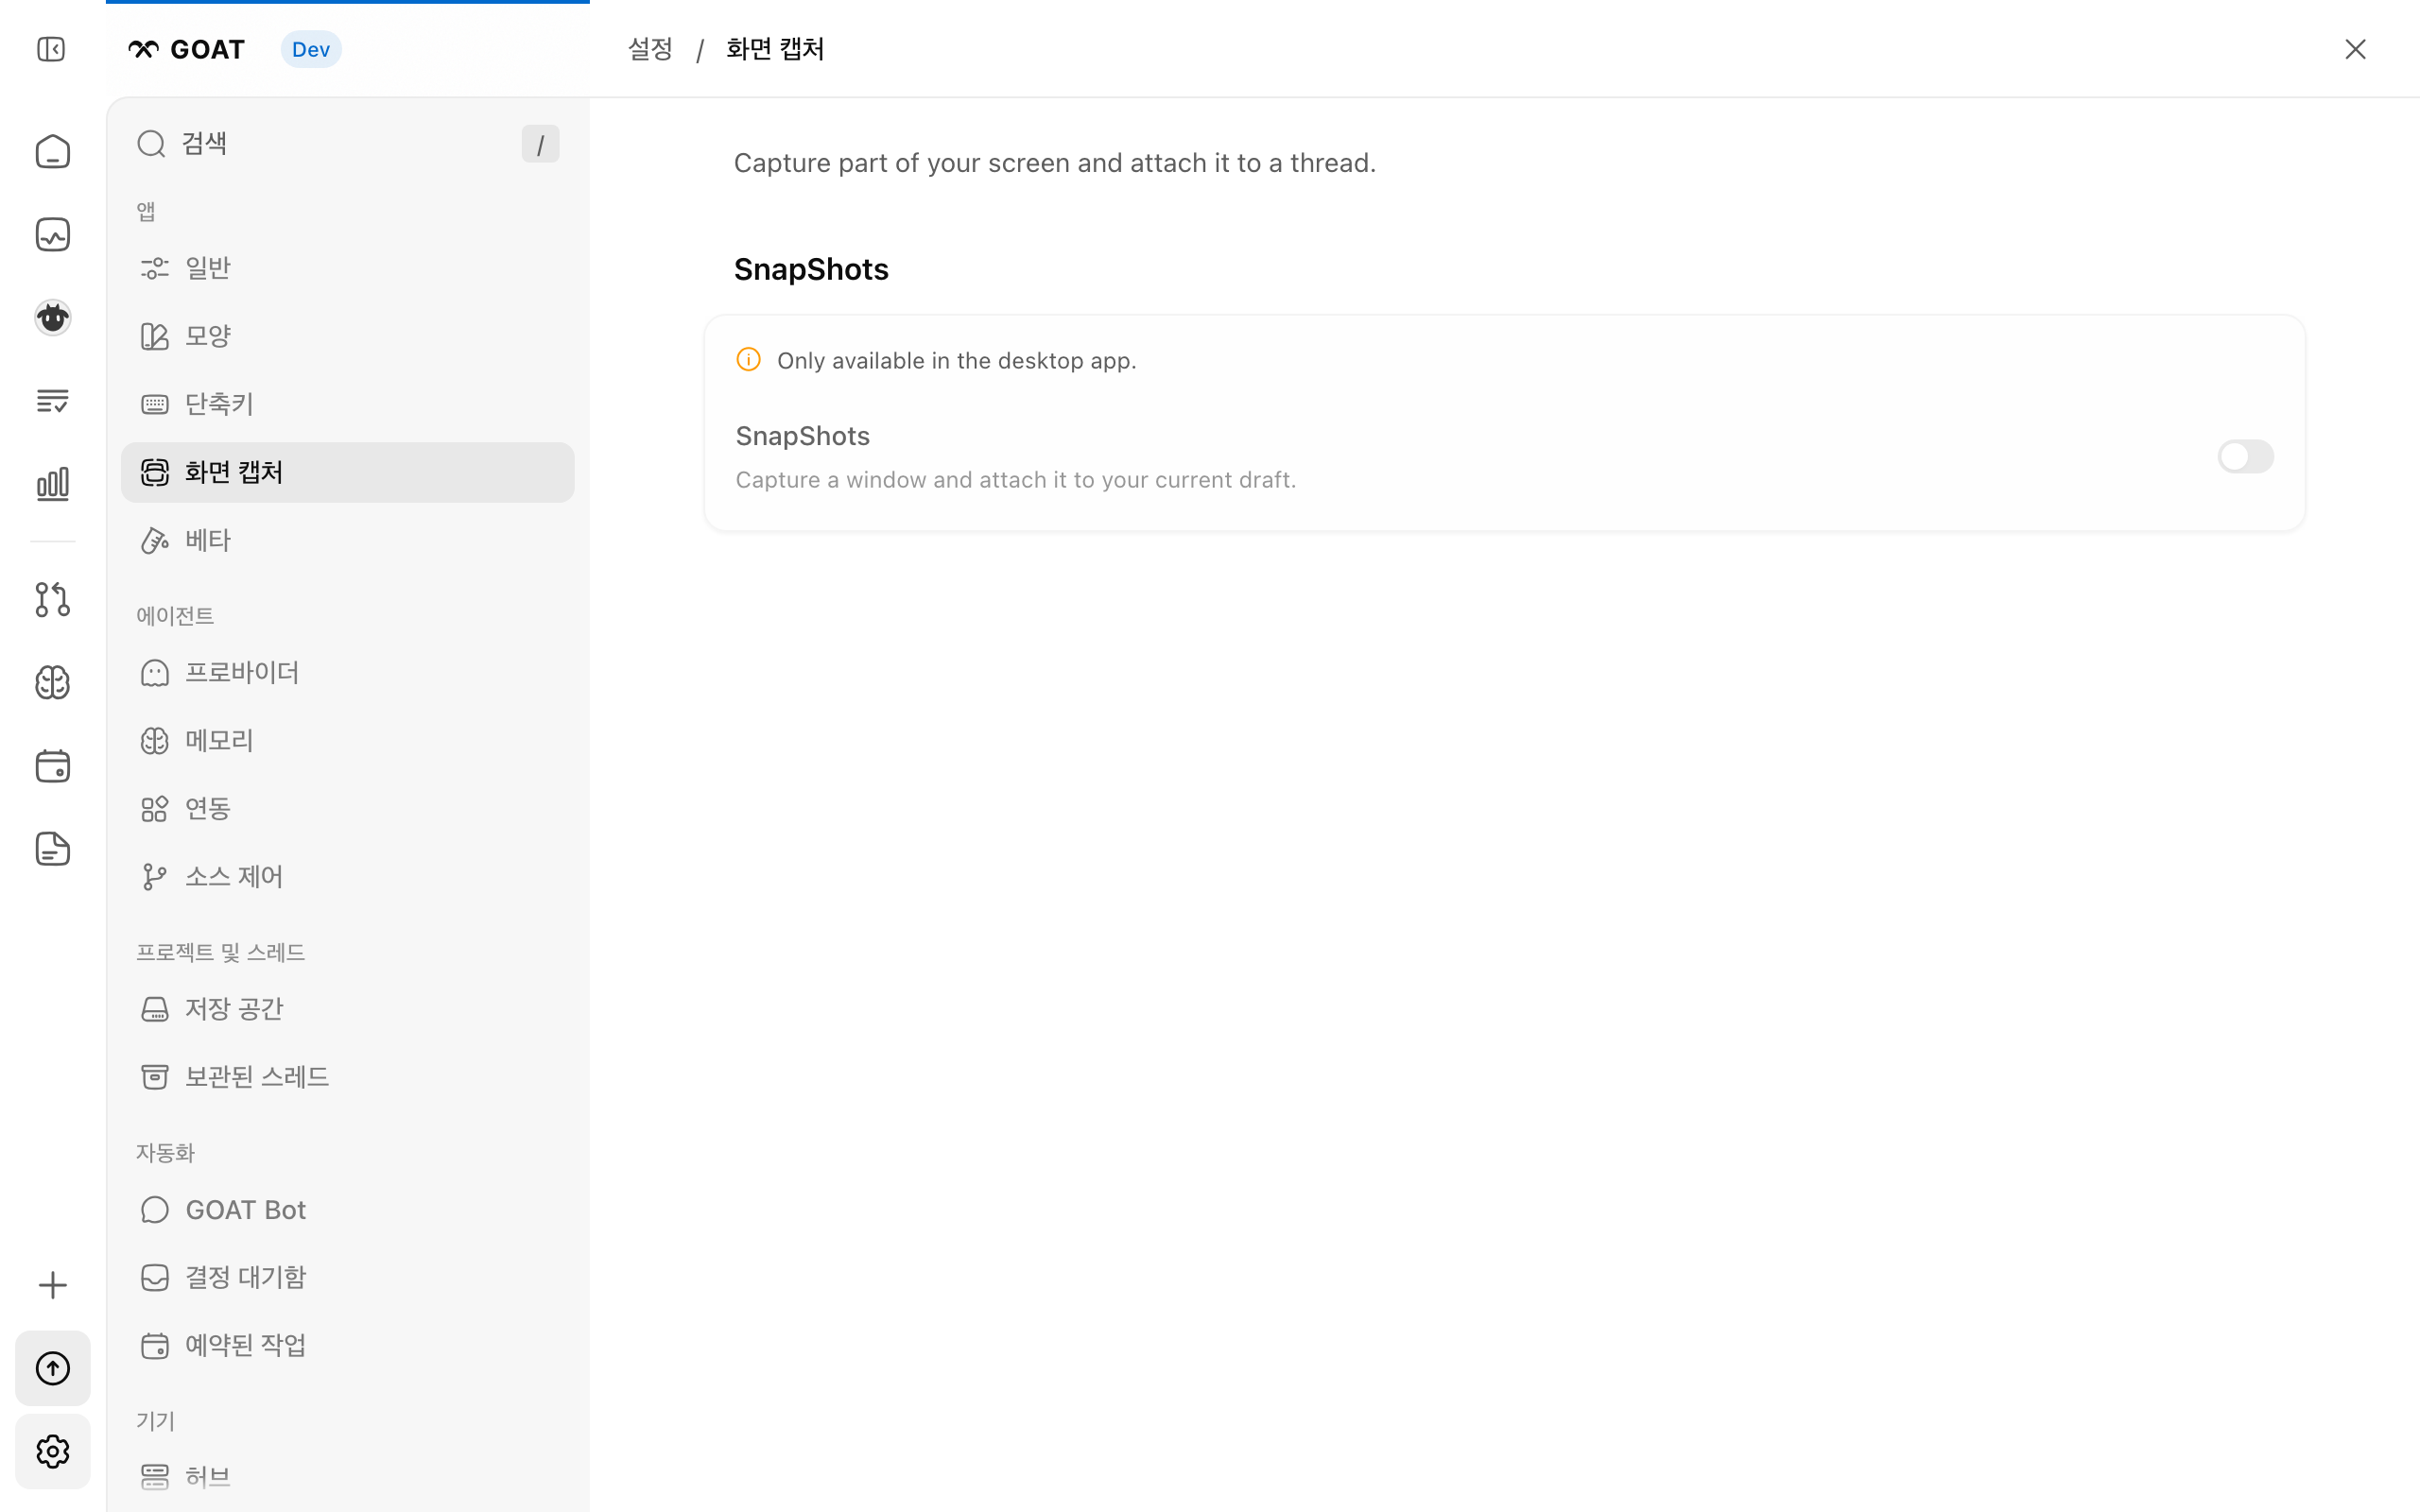 GOAT Dev
설정 / 화면 캡처
검색 /
앱
일반
모양
단축키
화면 캡처
베타
에이전트
프로바이더
메모리
연동
소스 제어
프로젝트 및 스레드
저장 공간
보관된 스레드
자동화
GOAT Bot
결정 대기함
예약된 작업
기기
허브
Capture part of your screen and attach it to a thread.
SnapShots
Only available in the desktop app.
SnapShots
Capture a window and attach it to your current draft.